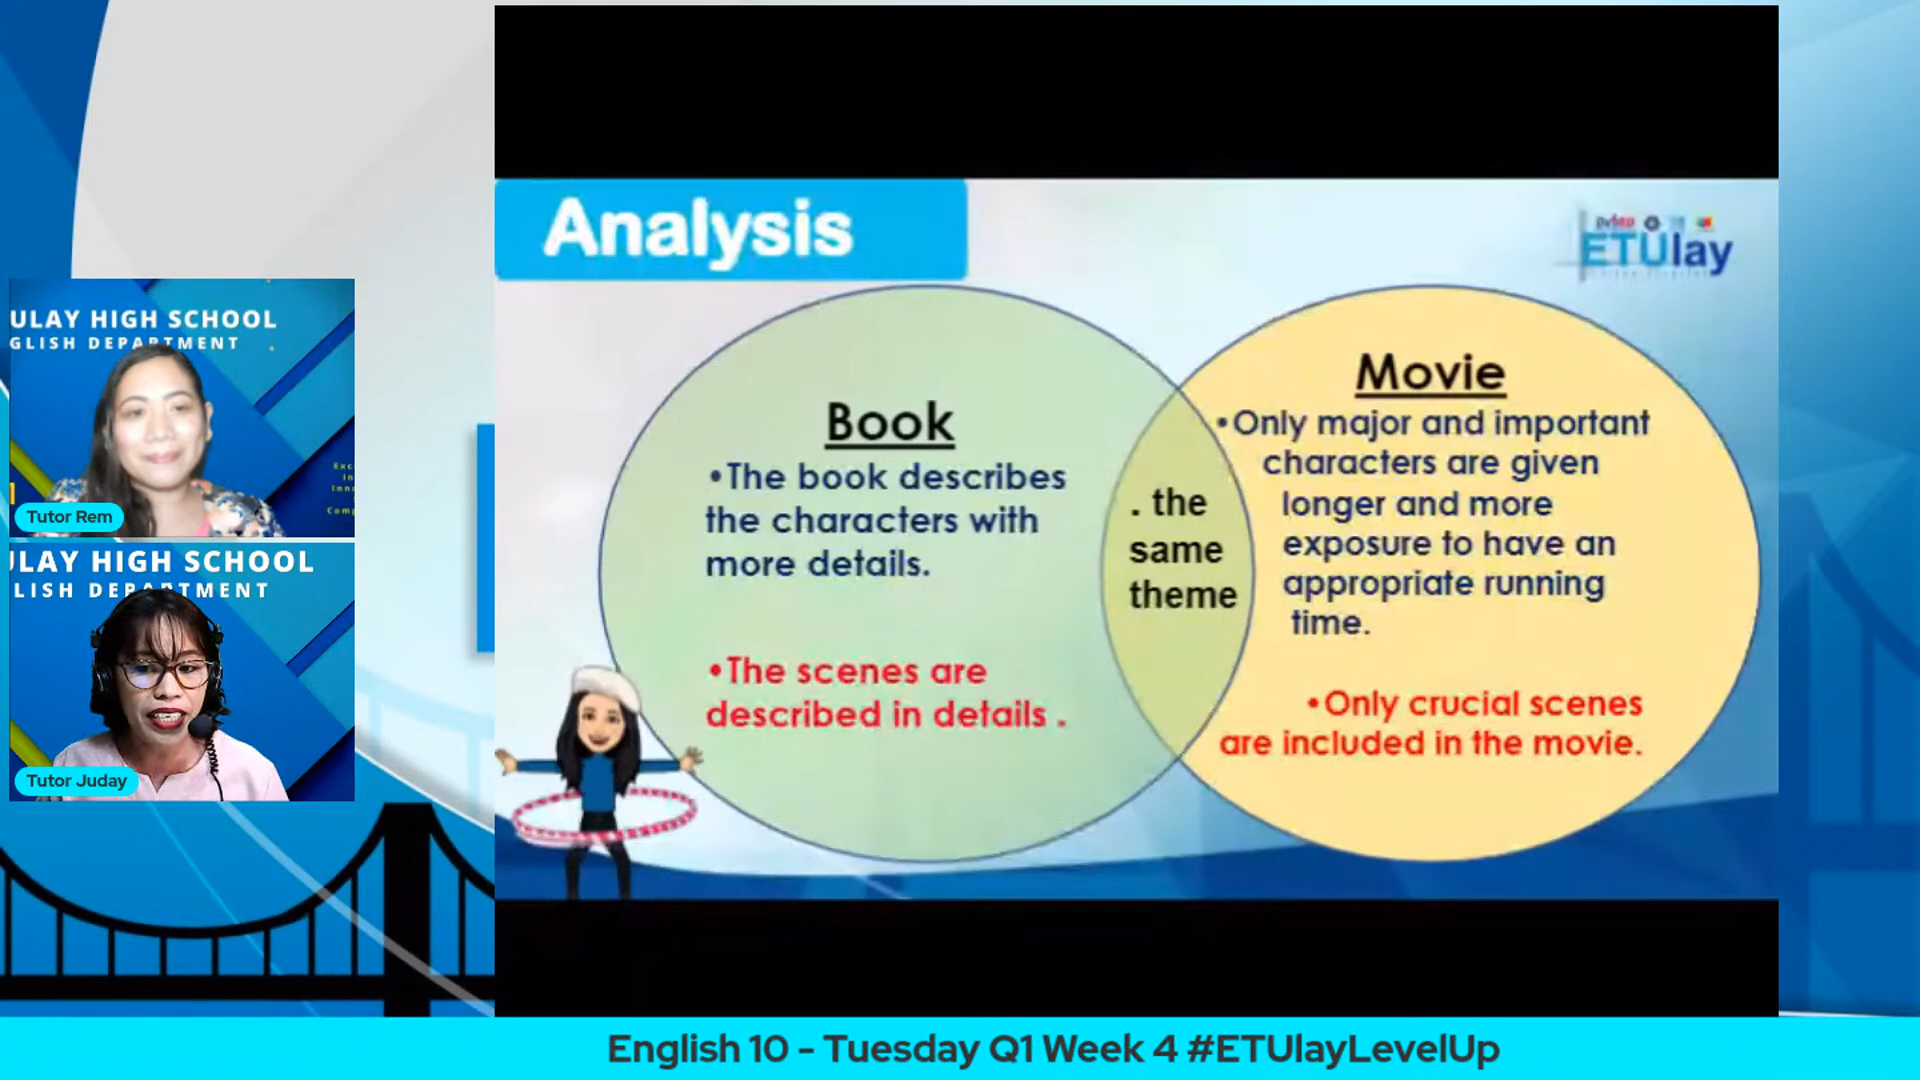 Analysis
ETUlay
Book
•The book describes
the characters with
more details.
•The scenes are
described in details .
. the
same
theme
Movie
•Only major and important
characters are given
longer and more
exposure to have an
appropriate running
time.
•Only crucial scenes
are included in the movie.
ULAY HIGH SCHOOL
GLISH DEPARTMENT
Tutor Rem
ULAY HIGH SCHOOL
LISH DEPARTMENT
Tutor Juday
English 10 - Tuesday Q1 Week 4 #ETUlayLevelUp